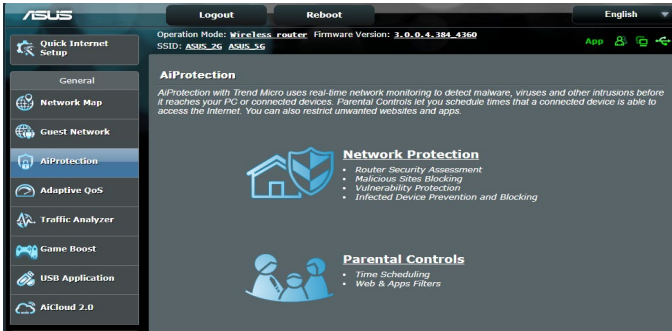 ASUS
Logout
Reboot
English
Quick Internet
Setup
Operation Mode: Wireless router Firmware Version: 3.0.0.4.384_4360
SSID: ASUS_2G ASUS_5G
App
General
Network Map
Guest Network
AiProtection
Adaptive QoS
Traffic Analyzer
Game Boost
USB Application
AiCloud 2.0
AiProtection
AiProtection with Trend Micro uses real-time network monitoring to detect malware, viruses and other intrusions before
it reaches your PC or connected devices. Parental Controls let you schedule times that a connected device is able to
access the Internet. You can also restrict unwanted websites and apps.
Network Protection
• Router Security Assessment
• Malicious Sites Blocking
• Vulnerability Protection
• Infected Device Prevention and Blocking
Parental Controls
• Time Scheduling
• Web & Apps Filters